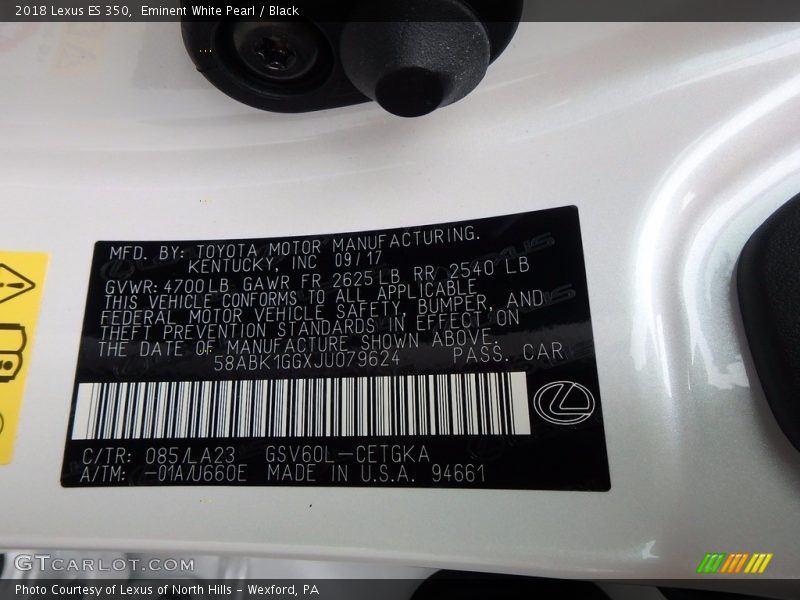 2018 Lexus ES 350,  Eminent White Pearl / Black
MFD. BY: TOYOTA MOTOR MANUFACTURING.
KENTUCKY, INC 09/17
GVWR: 4700LB GAWR FR 2625LB RR 2540 LB
THIS VEHICLE CONFORMS TO ALL APPLICABLE
FEDERAL MOTOR VEHICLE SAFETY, BUMPER, AND
THEFT PREVENTION STANDARDS IN EFFECT ON
THE DATE OF MANUFACTURE SHOWN ABOVE.
58ABK1GGXJU079624 PASS. CAR
C/TR: 085/LA23 GSV60L-CETGKA
A/TM: -01A/U660E MADE IN U.S.A. 94661
GTCARLOT.COM
Photo Courtesy of Lexus of North Hills - Wexford, PA